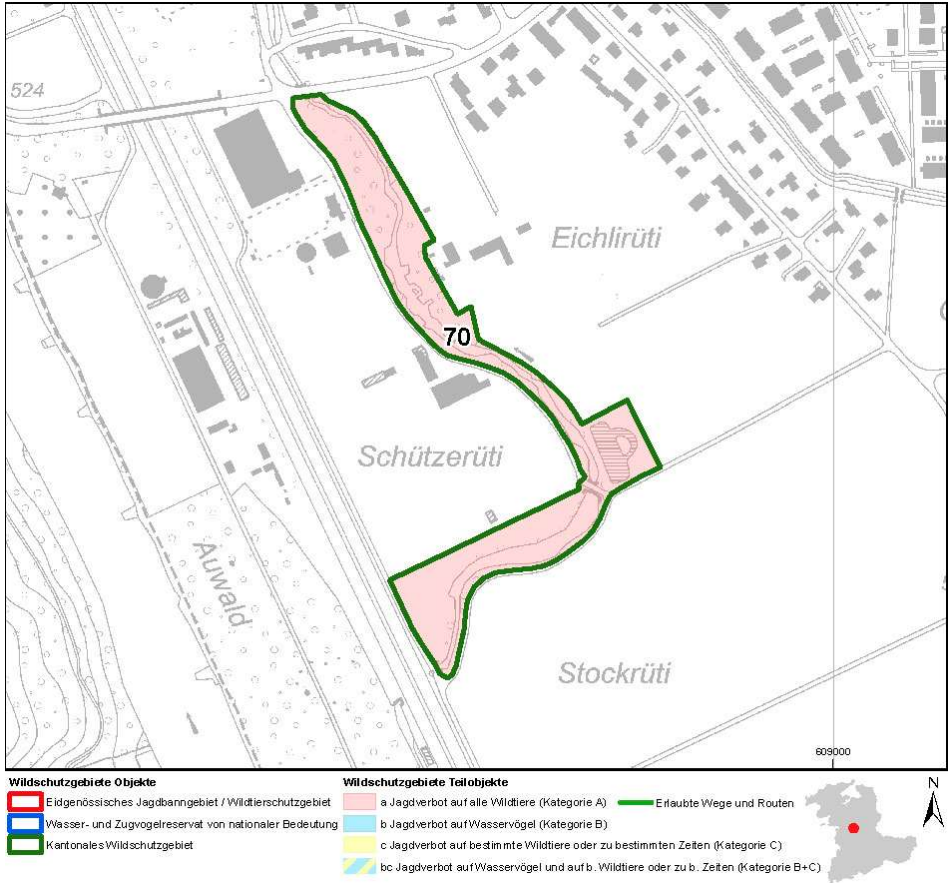 524
Eichlirüti
70
Schützerüti
Auwald
Stockrüti
609000
Wildschutzgebiete Objekte
Eidgenössisches Jagdbanngebiet / Wildtierschutzgebiet
Wasser- und Zugvogelreservat von nationaler Bedeutung
Kantonales Wildschutzgebiet
Wildschutzgebiete Teilobjekte
a Jagdverbot auf alle Wildtiere (Kategorie A)
b Jagdverbot auf Wasservögel (Kategorie B)
c Jagdverbot auf bestimmte Wildtiere oder zu bestimmten Zeiten (Kategorie C)
bc Jagdverbot auf Wasservögel und auf b. Wildtiere oder zu b. Zeiten (Kategorie B+C)
Erlaubte Wege und Routen
N